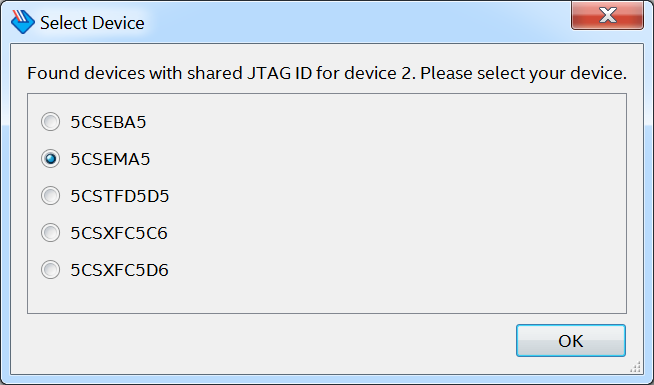 Select Device
Found devices with shared JTAG ID for device 2. Please select your device.
5CSEBA5
5CSEMA5
5CSTFD5D5
5CSXFC5C6
5CSXFC5D6
OK